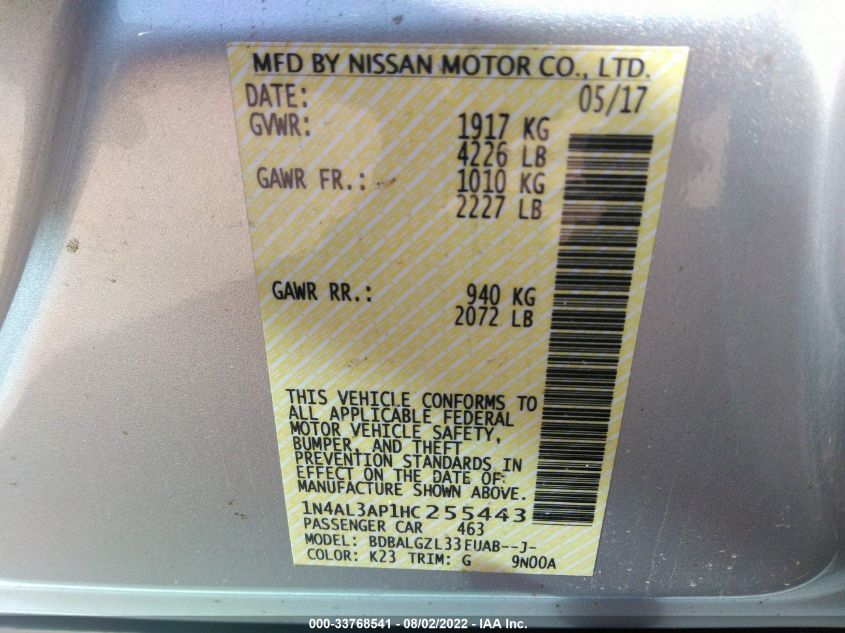 MFD BY NISSAN MOTOR CO., LTD.
DATE: 05/17
GVWR: 1917 KG
4226 LB
GAWR FR.: 1010 KG
2227 LB
GAWR RR.: 940 KG
2072 LB
THIS VEHICLE CONFORMS TO
ALL APPLICABLE FEDERAL
MOTOR VEHICLE SAFETY,
BUMPER, AND THEFT
PREVENTION STANDARDS IN
EFFECT ON THE DATE OF
MANUFACTURE SHOWN ABOVE.
1N4AL3AP1HC255443
PASSENGER CAR 463
MODEL: BDBALGZL33EUAB--J-
COLOR: K23 TRIM: G 9N00A
000-33768541 - 08/02/2022 - IAA Inc.